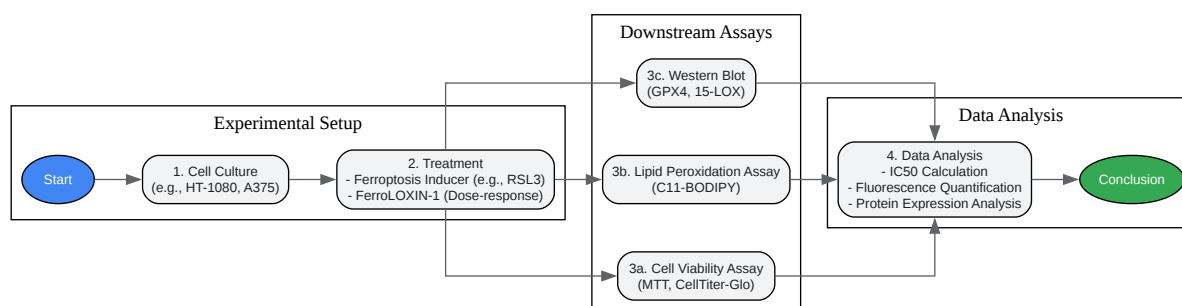 Downstream Assays
3c. Western Blot
(GPX4, 15-LOX)
Experimental Setup
Data Analysis
Start
1. Cell Culture
(e.g., HT-1080, A375)
2. Treatment
- Ferroptosis Inducer (e.g., RSL3)
- FerroLOXIN-1 (Dose-response)
3b. Lipid Peroxidation Assay
(C11-BODIPY)
4. Data Analysis
- IC50 Calculation
- Fluorescence Quantification
- Protein Expression Analysis
Conclusion
3a. Cell Viability Assay
(MTT, CellTiter-Glo)